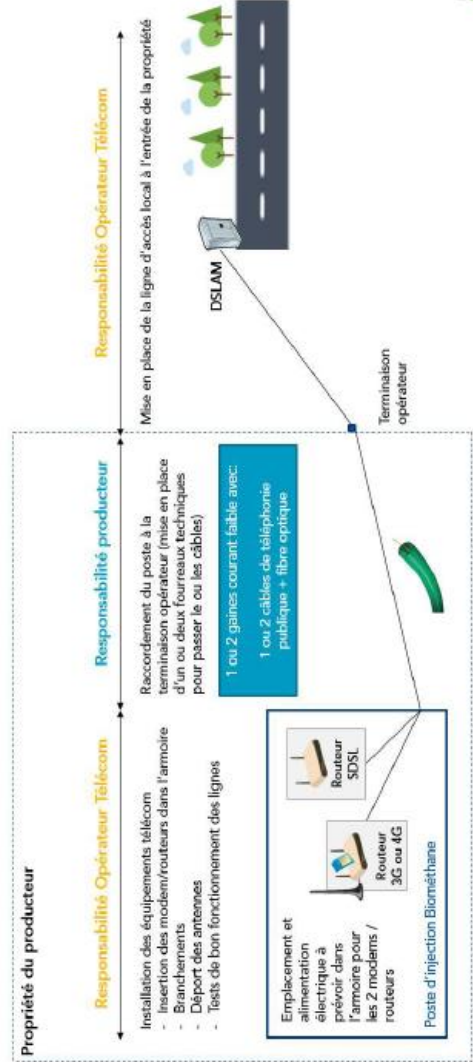 Propriété du producteur
Responsabilité Opérateur Télécom
Installation des équipements télécom
- Insertion des modem/routeurs dans l'armoire
- Branchements
- Déport des antennes
- Tests de bon fonctionnement des lignes
Emplacement et
alimentation
électrique à
prévoir dans
l'armoire pour
les 2 modems /
routeurs
Routeur
3G ou 4G
Routeur
SDSL
Poste d'injection Biométhane
Responsabilité producteur
Raccordement du poste à la
terminaison opérateur (mise en place
d'un ou deux fourreaux techniques
pour passer le ou les câbles)
1 ou 2 gaines courant faible avec:
1 ou 2 câbles de téléphonie
publique + fibre optique
Responsabilité Opérateur Télécom
Mise en place de la ligne d'accès local à l'entrée de la propriété
DSLAM
Terminaison
opérateur